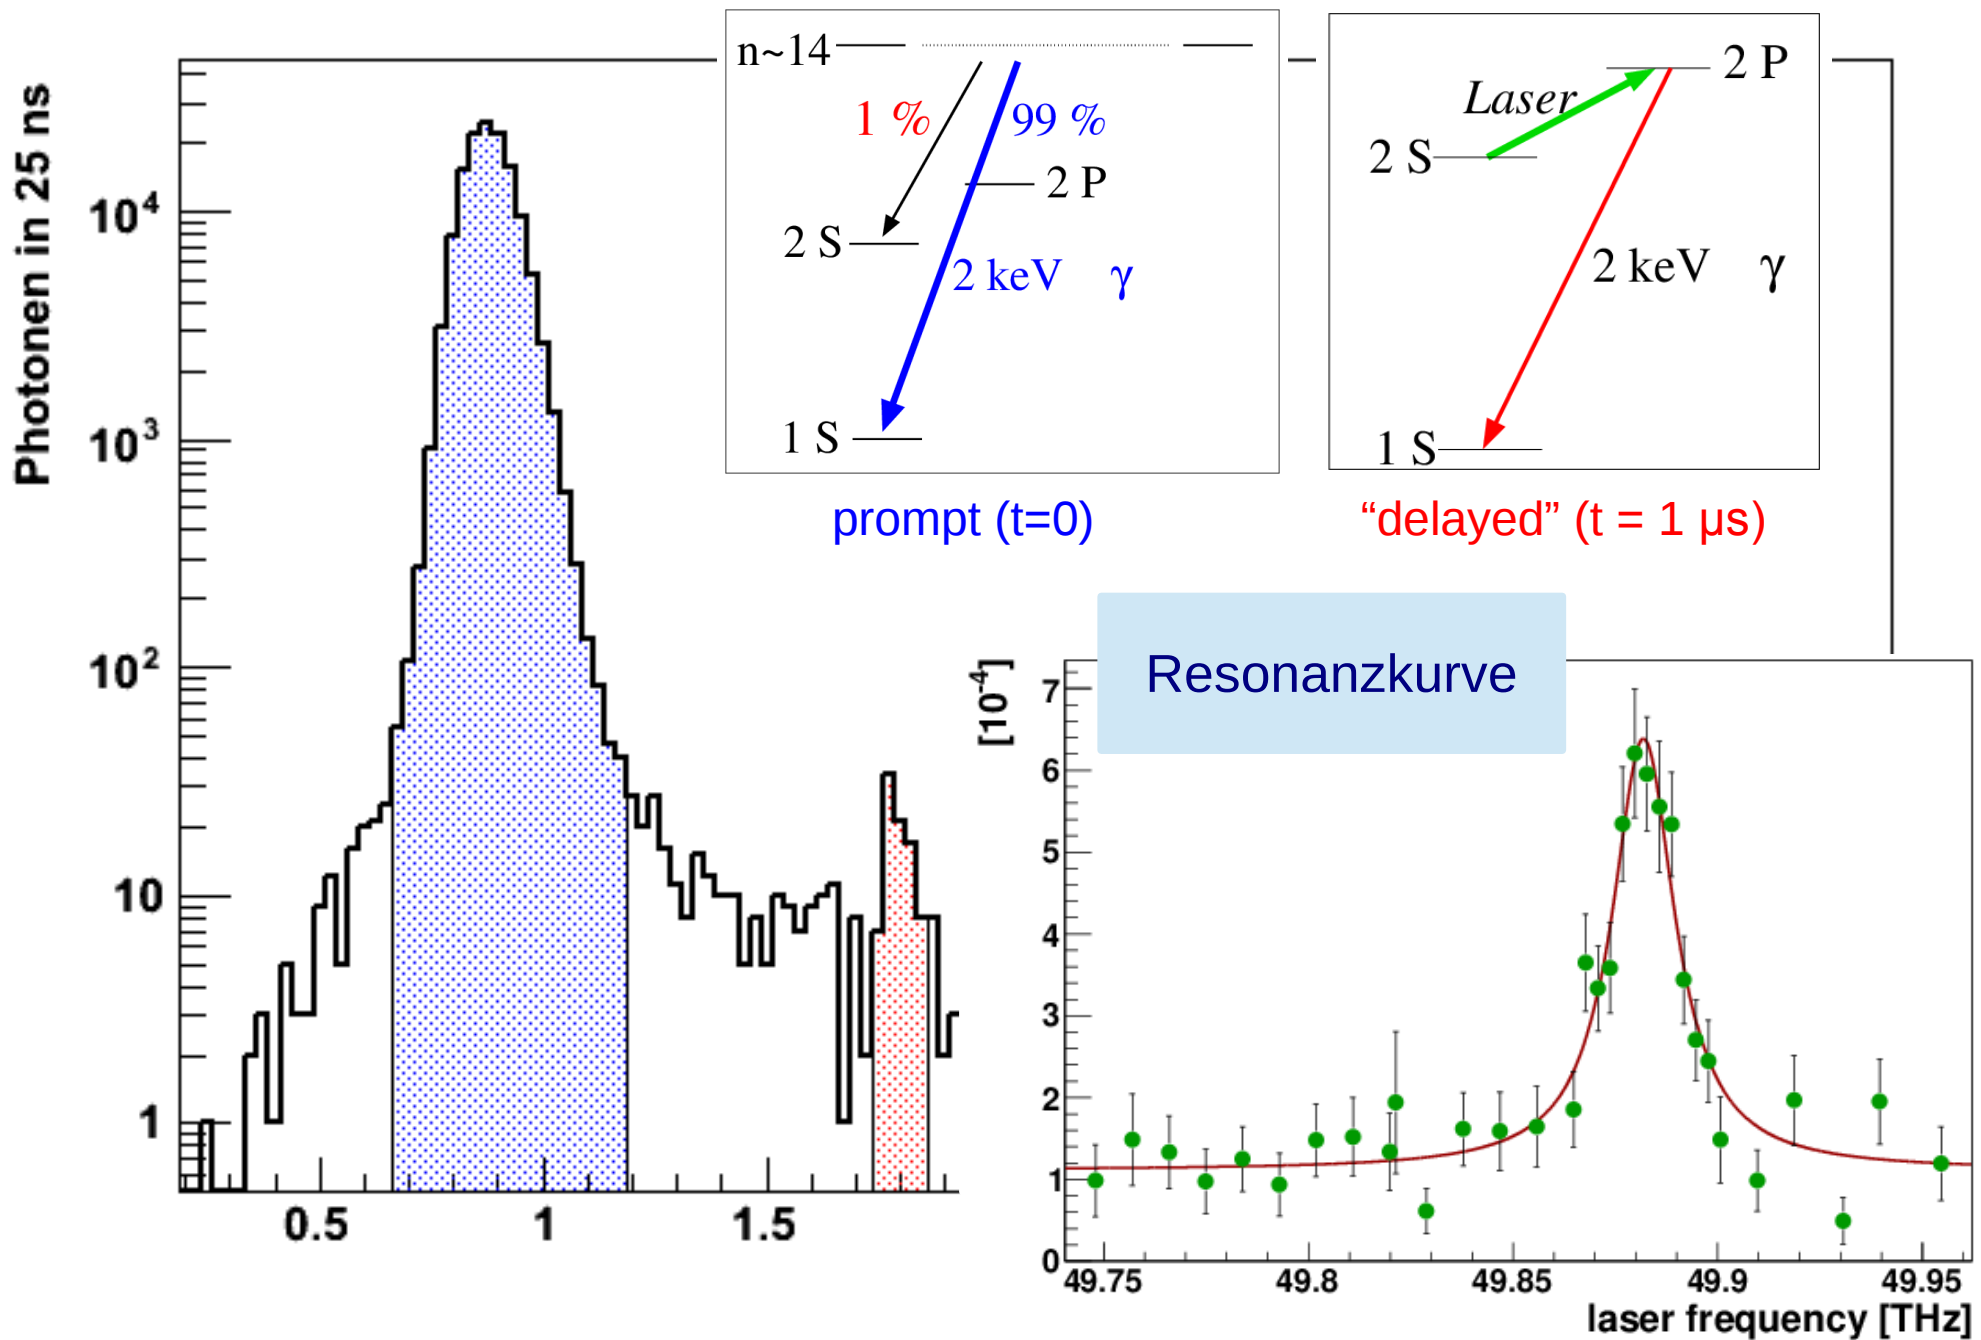 Photonen in 25 ns
10⁴
10³
10²
10
1
0.5
1
1.5
n~14
1 %
99 %
2 P
2 S
2 keV γ
1 S
prompt (t=0)
Laser
2 P
2 S
2 keV γ
1 S
“delayed” (t = 1 μs)
Resonanzkurve
[10⁻⁴]
7
6
5
4
3
2
1
0
49.75
49.8
49.85
49.9
49.95
laser frequency [THz]